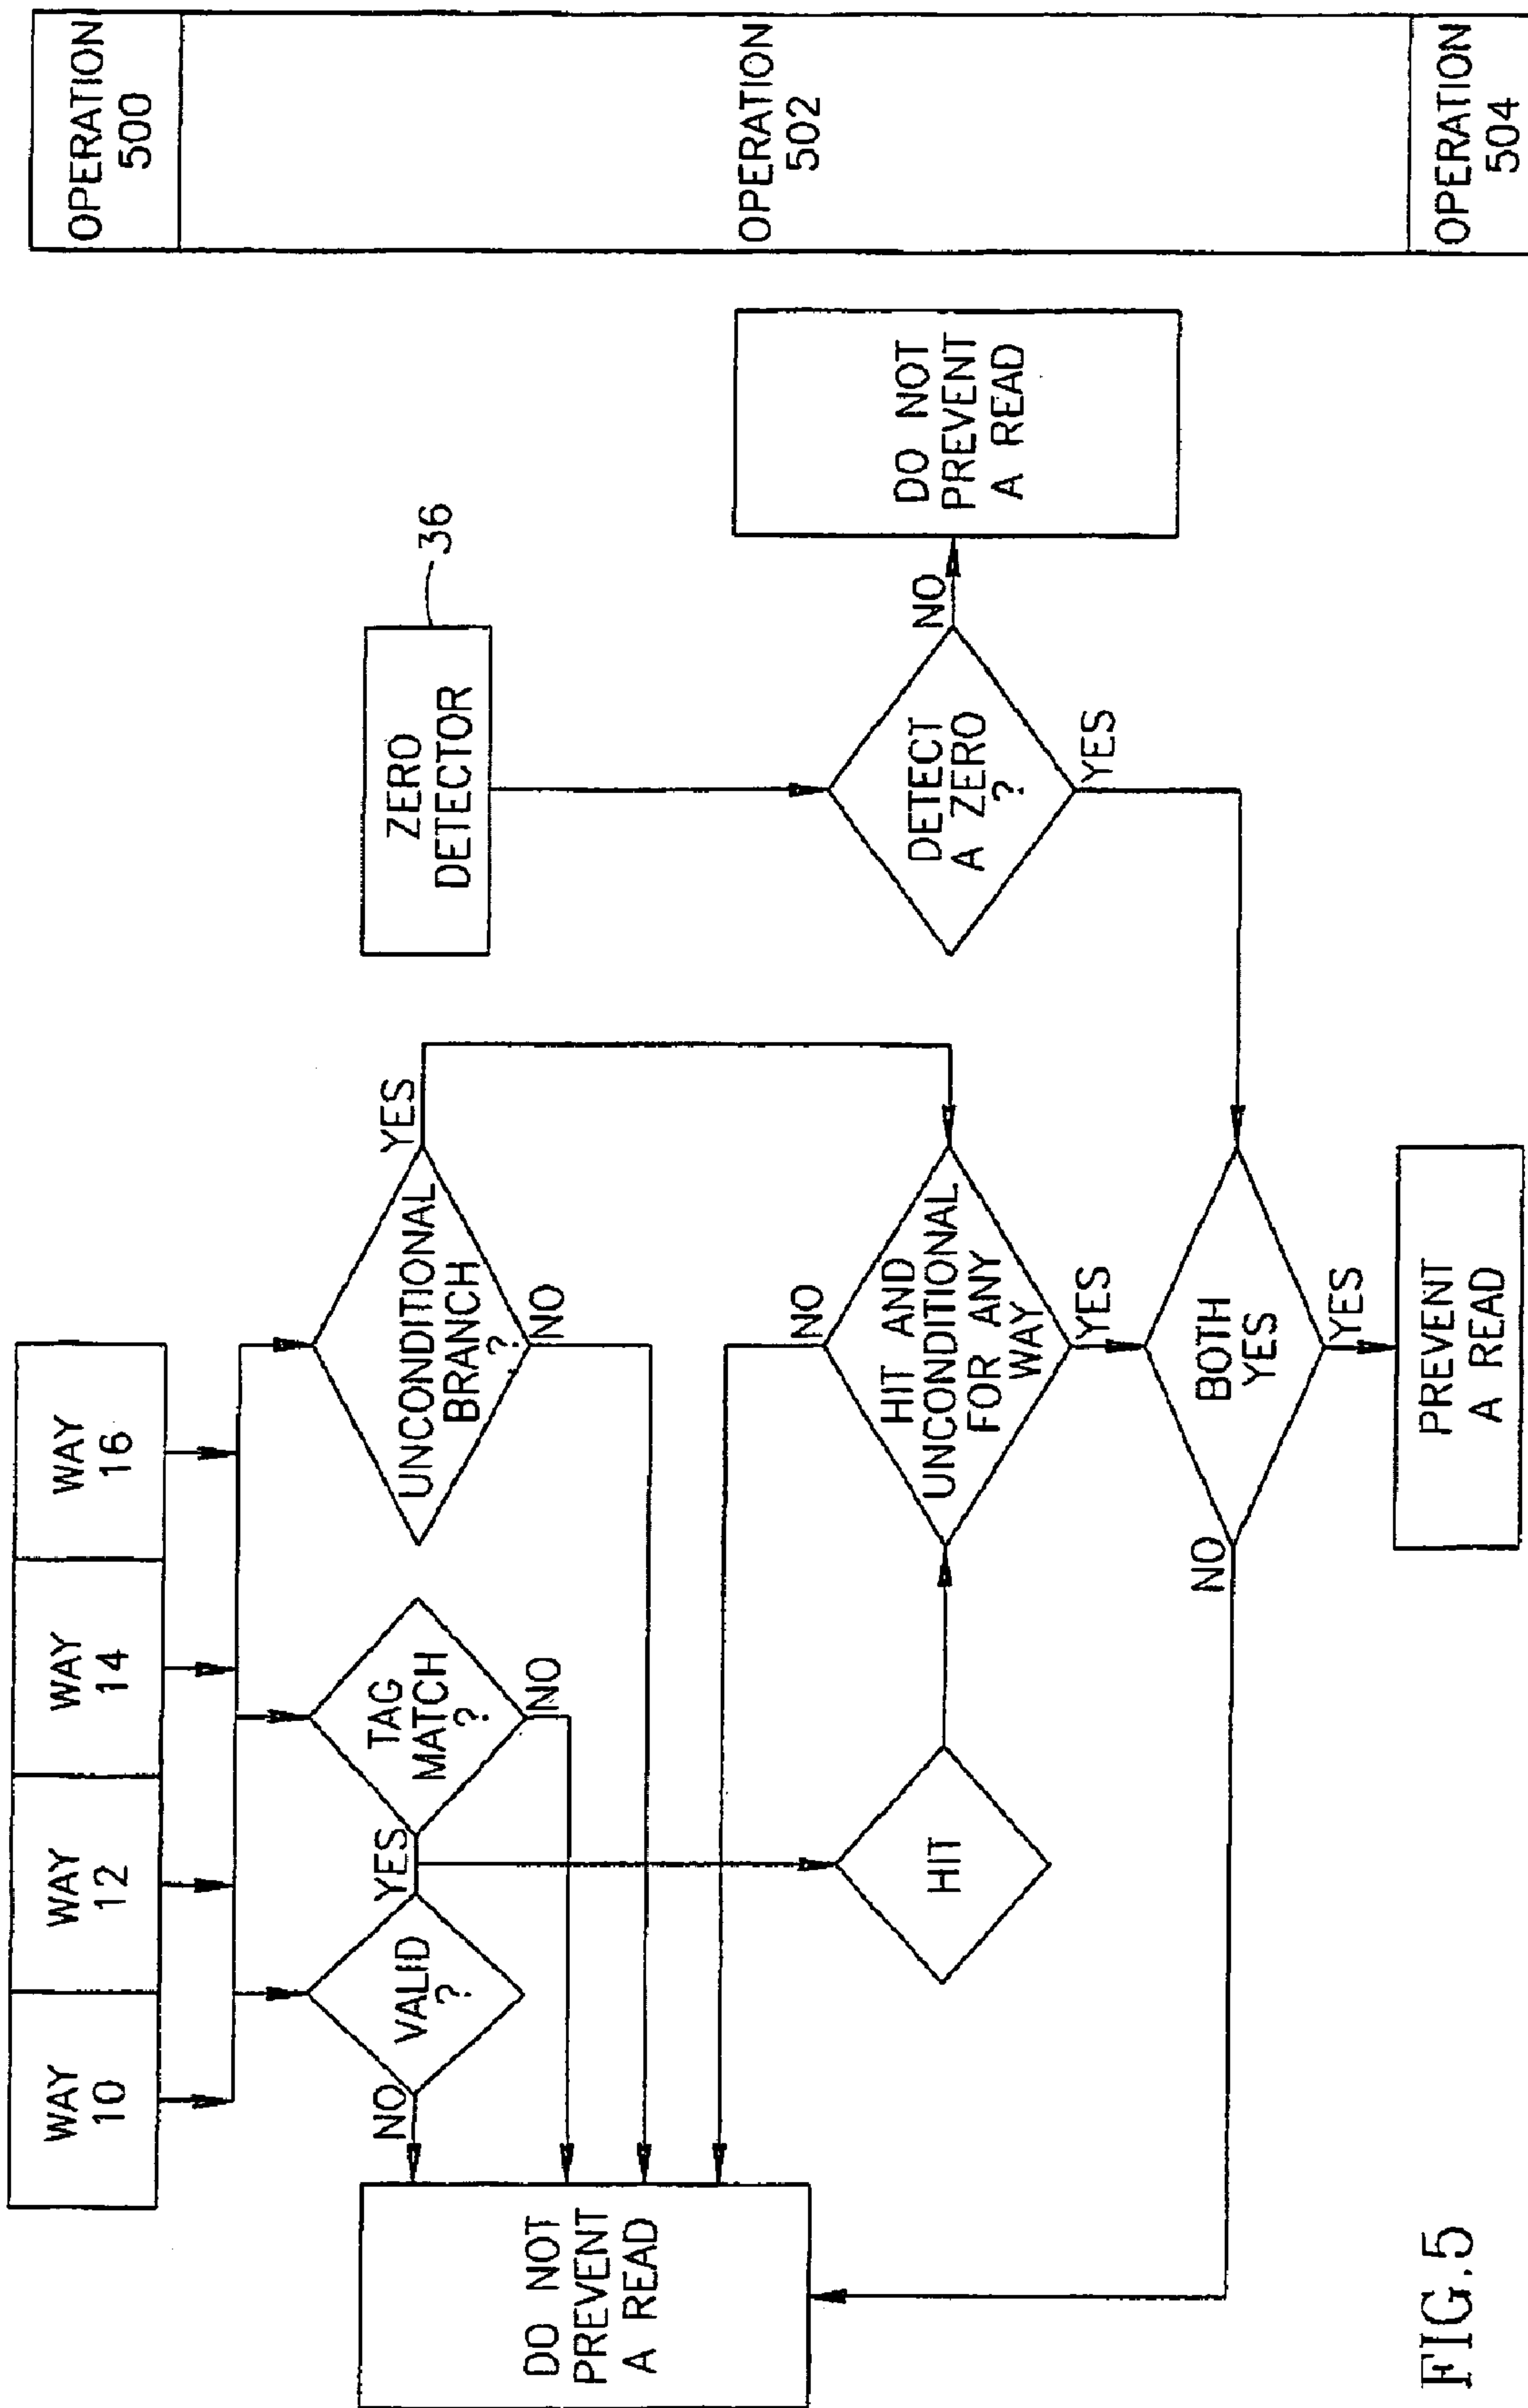 WAY
10
WAY
12
WAY
14
WAY
16
OPERATION
500
VALID
?
NO
YES
TAG
MATCH
?
NO
UNCONDITIONAL
BRANCH
?
YES
NO
ZERO
DETECTOR
36
DO NOT
PREVENT
A READ
HIT
NO
HIT AND
UNCONDITIONAL
FOR ANY
WAY
YES
DETECT
A ZERO
?
NO
YES
DO NOT
PREVENT
A READ
OPERATION
502
NO
BOTH
YES
YES
PREVENT
A READ
OPERATION
504
FIG.5